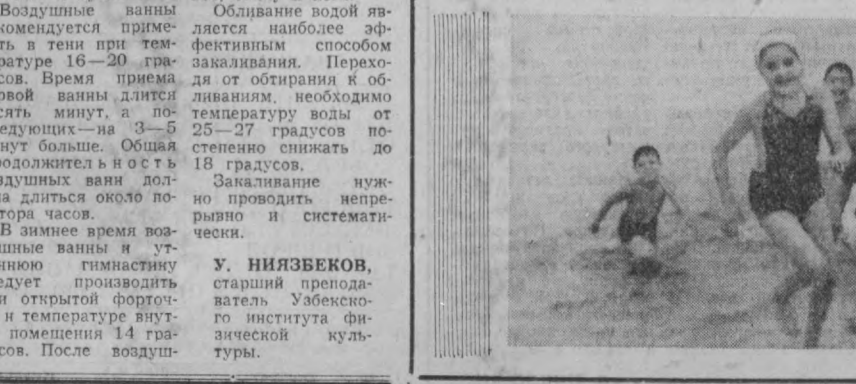 Воздушные ванны
комендуется приме-
ть в тени при тем-
ратуре 16—20 гра-
сов. Время приема
овой ванны длится
сять минут, а по-
едующих—на 3—5
нут больше. Общая
одолжительность
здушных ванн дол-
на длиться около по-
тора часов.
В зимнее время воз-
шные ванны и ут-
ннюю гимнастику
едует производить
и открытой форточ-
и температуре внут-
помещения 14 гра-
сов. После воздуш-
Обливание водой яв-
ляется наиболее эф-
фективным способом
закаливания. Перехо-
дя от обтирания к об-
ливаниям, необходимо
температуру воды от
25—27 градусов по-
степенно снижать до
18 градусов.
Закаливание нуж-
но проводить непре-
рывно и системати-
чески.
У. НИЯЗБЕКОВ,
старший препода-
ватель Узбекско-
го института фи-
зической куль-
туры.